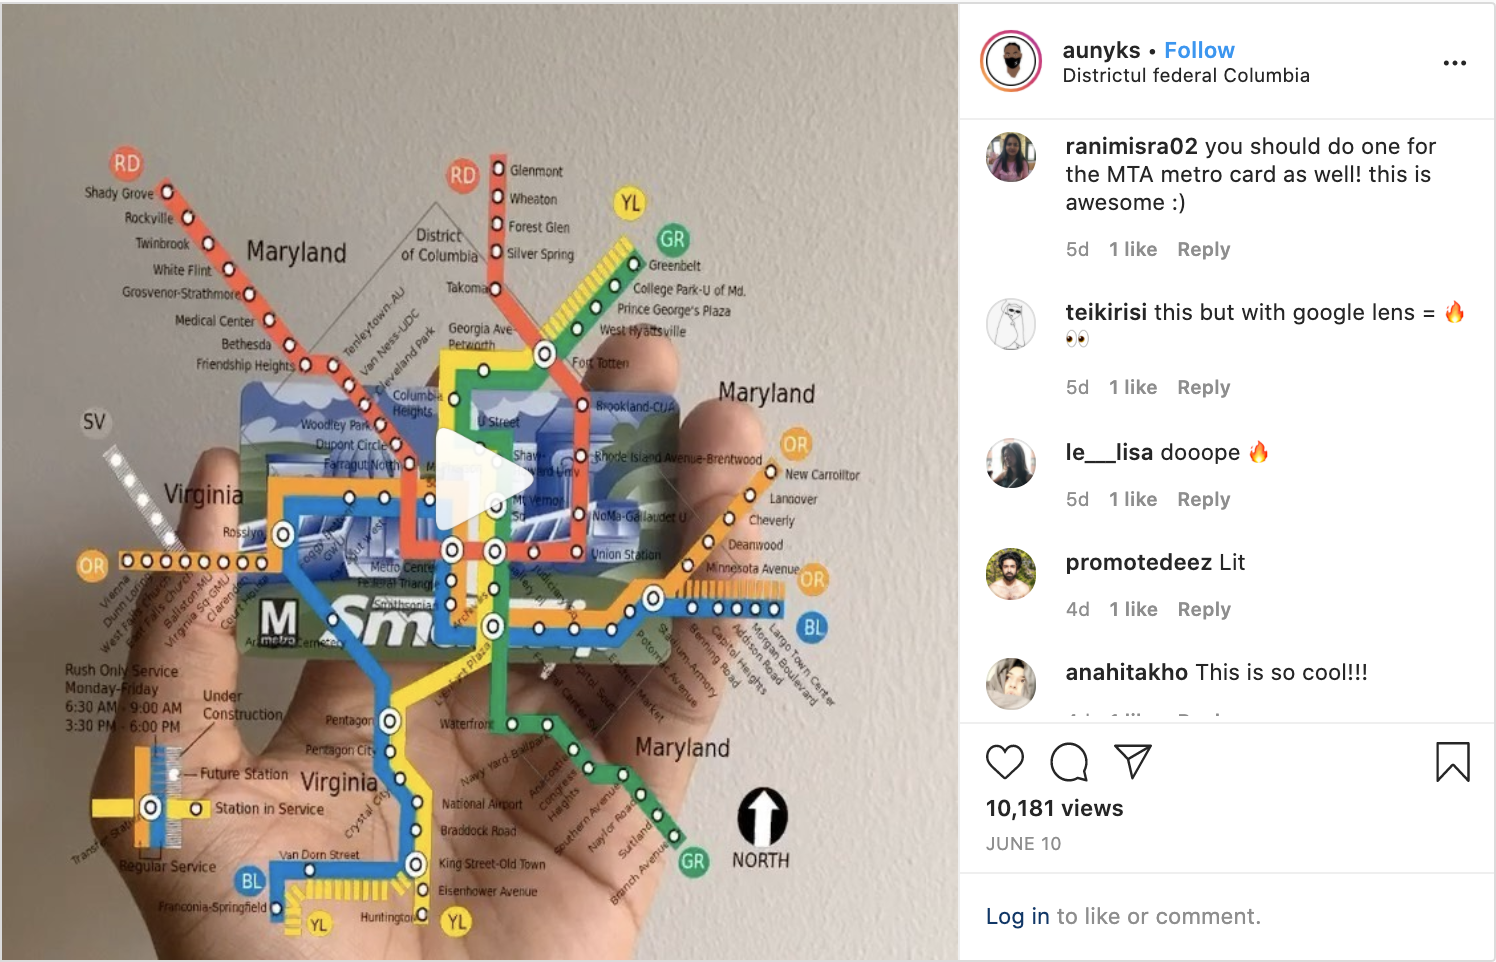 RD
Shady Grove
Rockville
Twinbrook
White Flint
Grosvenor-Strathmore
Medical Center
Bethesda
Friendship Heights
Maryland
District
of Columbia
Tenleytown-AU
Van Ness-UDC
Cleveland Park
Woodley Park
Dupont Circle
Farragut North
RD
Glenmont
Wheaton
Forest Glen
Silver Spring
Takoma
YL
GR
Greenbelt
College Park-U of Md.
Prince George's Plaza
West Hyattsville
Georgia Ave-
Petworth
Fort Totten
Columbia
Heights
U Street
Shaw-
Howard Univ
Mt Vernon
Sq
Brookland-CUA
Rhode Island Avenue-Brentwood
NoMa-Gallaudet U
Union Station
Maryland
OR
New Carrollton
Landover
Cheverly
Deanwood
Minnesota Avenue
OR
BL
SV
Virginia
Rosslyn
OR
Vienna
Dunn Loring
West Falls Church
East Falls Church
Ballston-MU
Virginia Sq-GMU
Clarendon
Court House
Metro Center
Federal Triangle
Smithsonian
Archives
Judiciary Sq
M
metro
Arlington Cemetery
L'Enfant Plaza
Federal Center SW
Capitol South
Eastern Market
Potomac Avenue
Stadium-Armory
Benning Road
Capitol Heights
Addison Road
Morgan Boulevard
Largo Town Center
Rush Only Service
Monday-Friday
6:30 AM - 9:00 AM
3:30 PM - 6:00 PM
Under
Construction
Future Station
Station in Service
Transfer Station
Regular Service
Pentagon
Pentagon City
Virginia
Crystal City
National Airport
Braddock Road
King Street-Old Town
Eisenhower Avenue
Huntington
YL
Van Dorn Street
BL
Franconia-Springfield
YL
Waterfront
Navy Yard-Ballpark
Anacostia
Congress
Heights
Southern Avenue
Naylor Road
Suitland
Branch Avenue
GR
Maryland
NORTH
aunyks • Follow
Districtul federal Columbia
ranimisra02 you should do one for
the MTA metro card as well! this is
awesome :)
5d 1 like Reply
teikirisi this but with google lens = 🔥
👀
5d 1 like Reply
le___lisa dooope 🔥
5d 1 like Reply
promotedeez Lit
4d 1 like Reply
anahitakho This is so cool!!!
10,181 views
JUNE 10
Log in to like or comment.